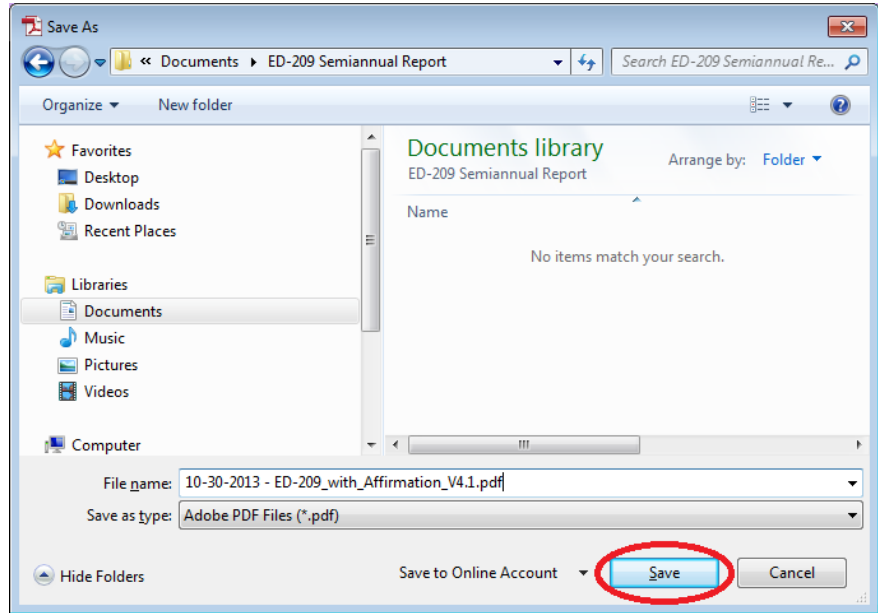 Save As
« Documents ▸ ED-209 Semiannual Report
Search ED-209 Semiannual Re...
Organize
New folder
Favorites
Desktop
Downloads
Recent Places
Libraries
Documents
Music
Pictures
Videos
Computer
Documents library
ED-209 Semiannual Report
Arrange by: Folder
Name
No items match your search.
File name: 10-30-2013 - ED-209_with_Affirmation_V4.1.pdf
Save as type: Adobe PDF Files (*.pdf)
Hide Folders
Save to Online Account
Save
Cancel